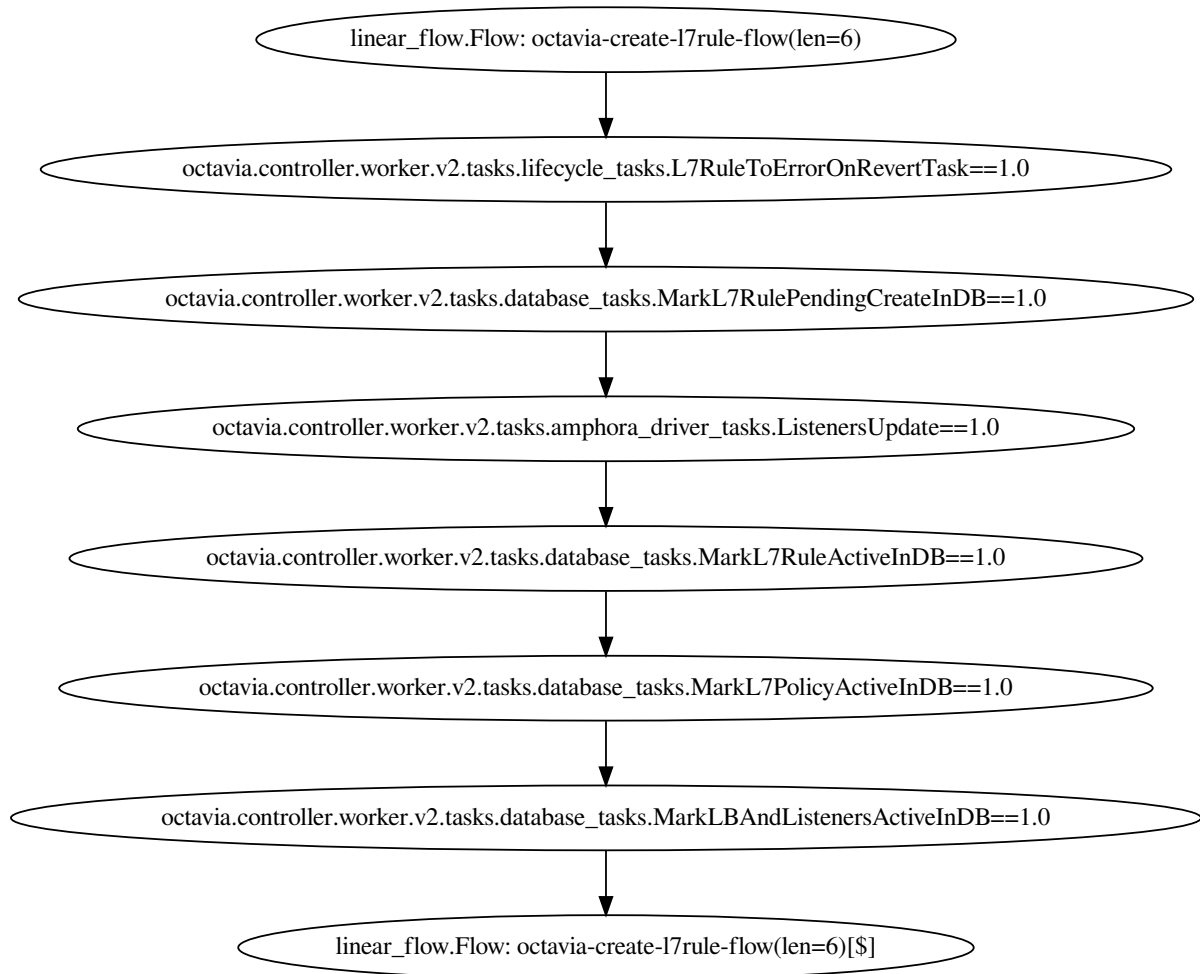 linear_flow.Flow: octavia-create-l7rule-flow(len=6)
octavia.controller.worker.v2.tasks.lifecycle_tasks.L7RuleToErrorOnRevertTask==1.0
octavia.controller.worker.v2.tasks.database_tasks.MarkL7RulePendingCreateInDB==1.0
octavia.controller.worker.v2.tasks.amphora_driver_tasks.ListenersUpdate==1.0
octavia.controller.worker.v2.tasks.database_tasks.MarkL7RuleActiveInDB==1.0
octavia.controller.worker.v2.tasks.database_tasks.MarkL7PolicyActiveInDB==1.0
octavia.controller.worker.v2.tasks.database_tasks.MarkLBAndListenersActiveInDB==1.0
linear_flow.Flow: octavia-create-l7rule-flow(len=6)[$]